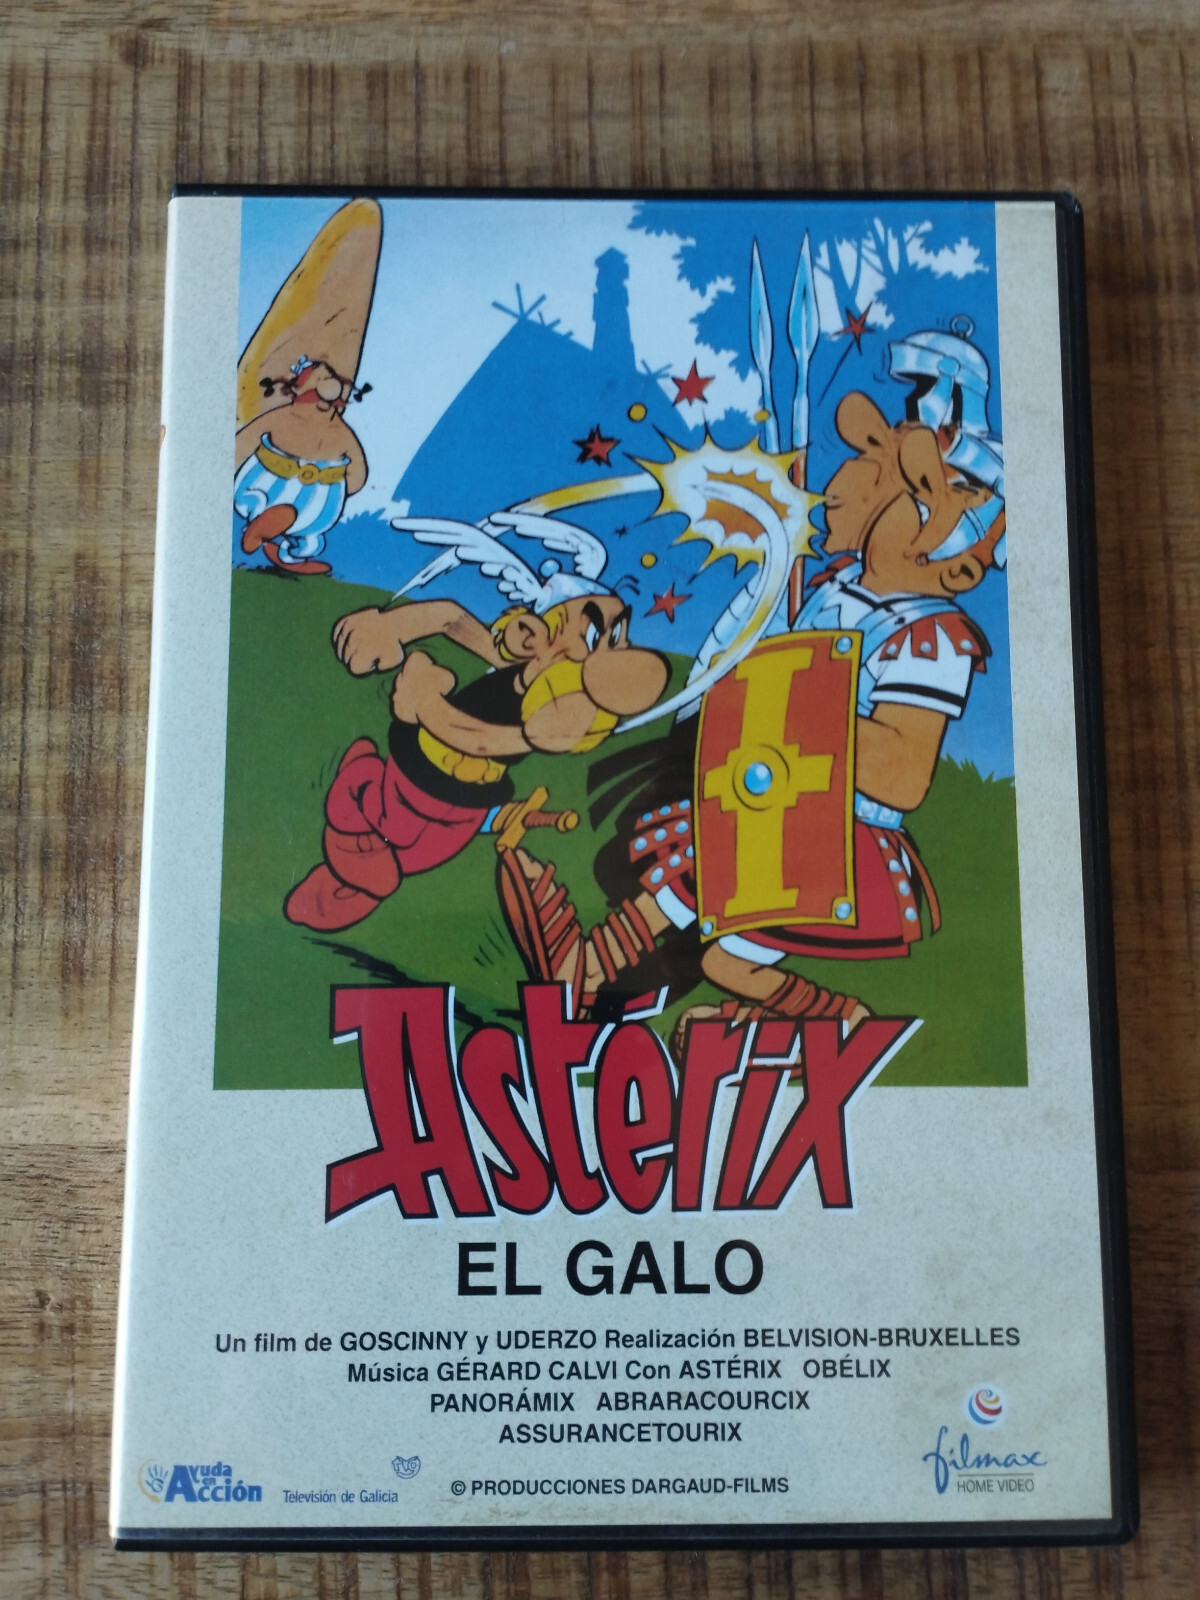 Astérix
EL GALO
Un film de GOSCINNY y UDERZO Realización BELVISION-BRUXELLES
Música GÉRARD CALVI Con ASTÉRIX OBÉLIX
PANORÁMIX ABRARACOURCIX
ASSURANCETOURIX
Ayuda en Acción
TVG
Televisión de Galicia
© PRODUCCIONES DARGAUD-FILMS
filmax
HOME VIDEO